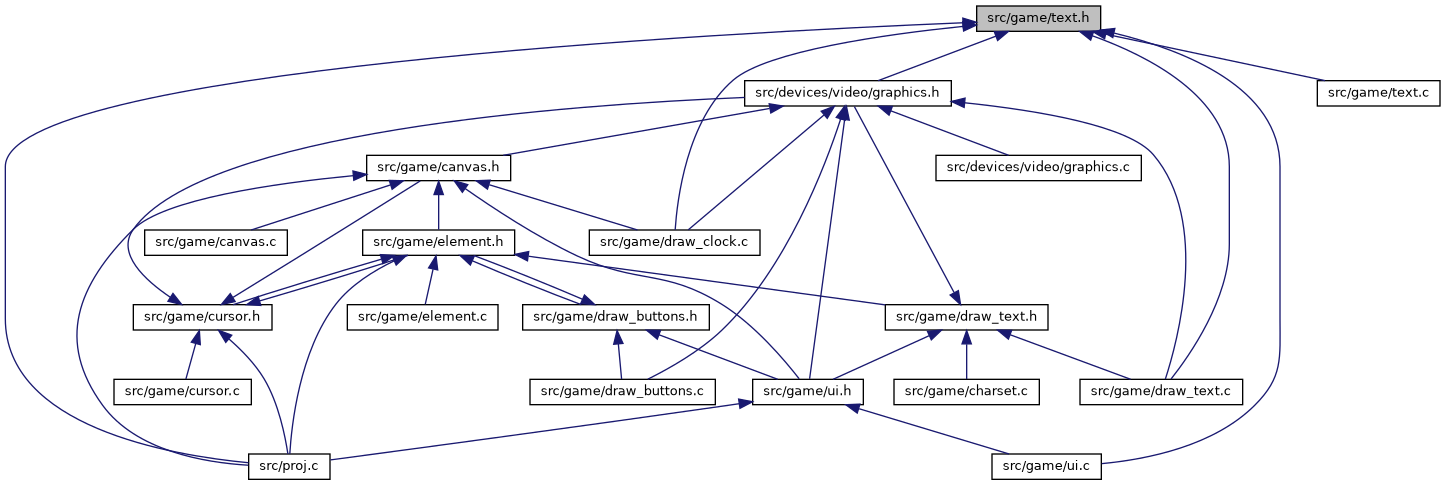 src/game/text.h
src/devices/video/graphics.h
src/game/text.c
src/game/canvas.h
src/devices/video/graphics.c
src/game/canvas.c
src/game/element.h
src/game/draw_clock.c
src/game/cursor.h
src/game/element.c
src/game/draw_buttons.h
src/game/draw_text.h
src/game/cursor.c
src/game/draw_buttons.c
src/game/ui.h
src/game/charset.c
src/game/draw_text.c
src/proj.c
src/game/ui.c